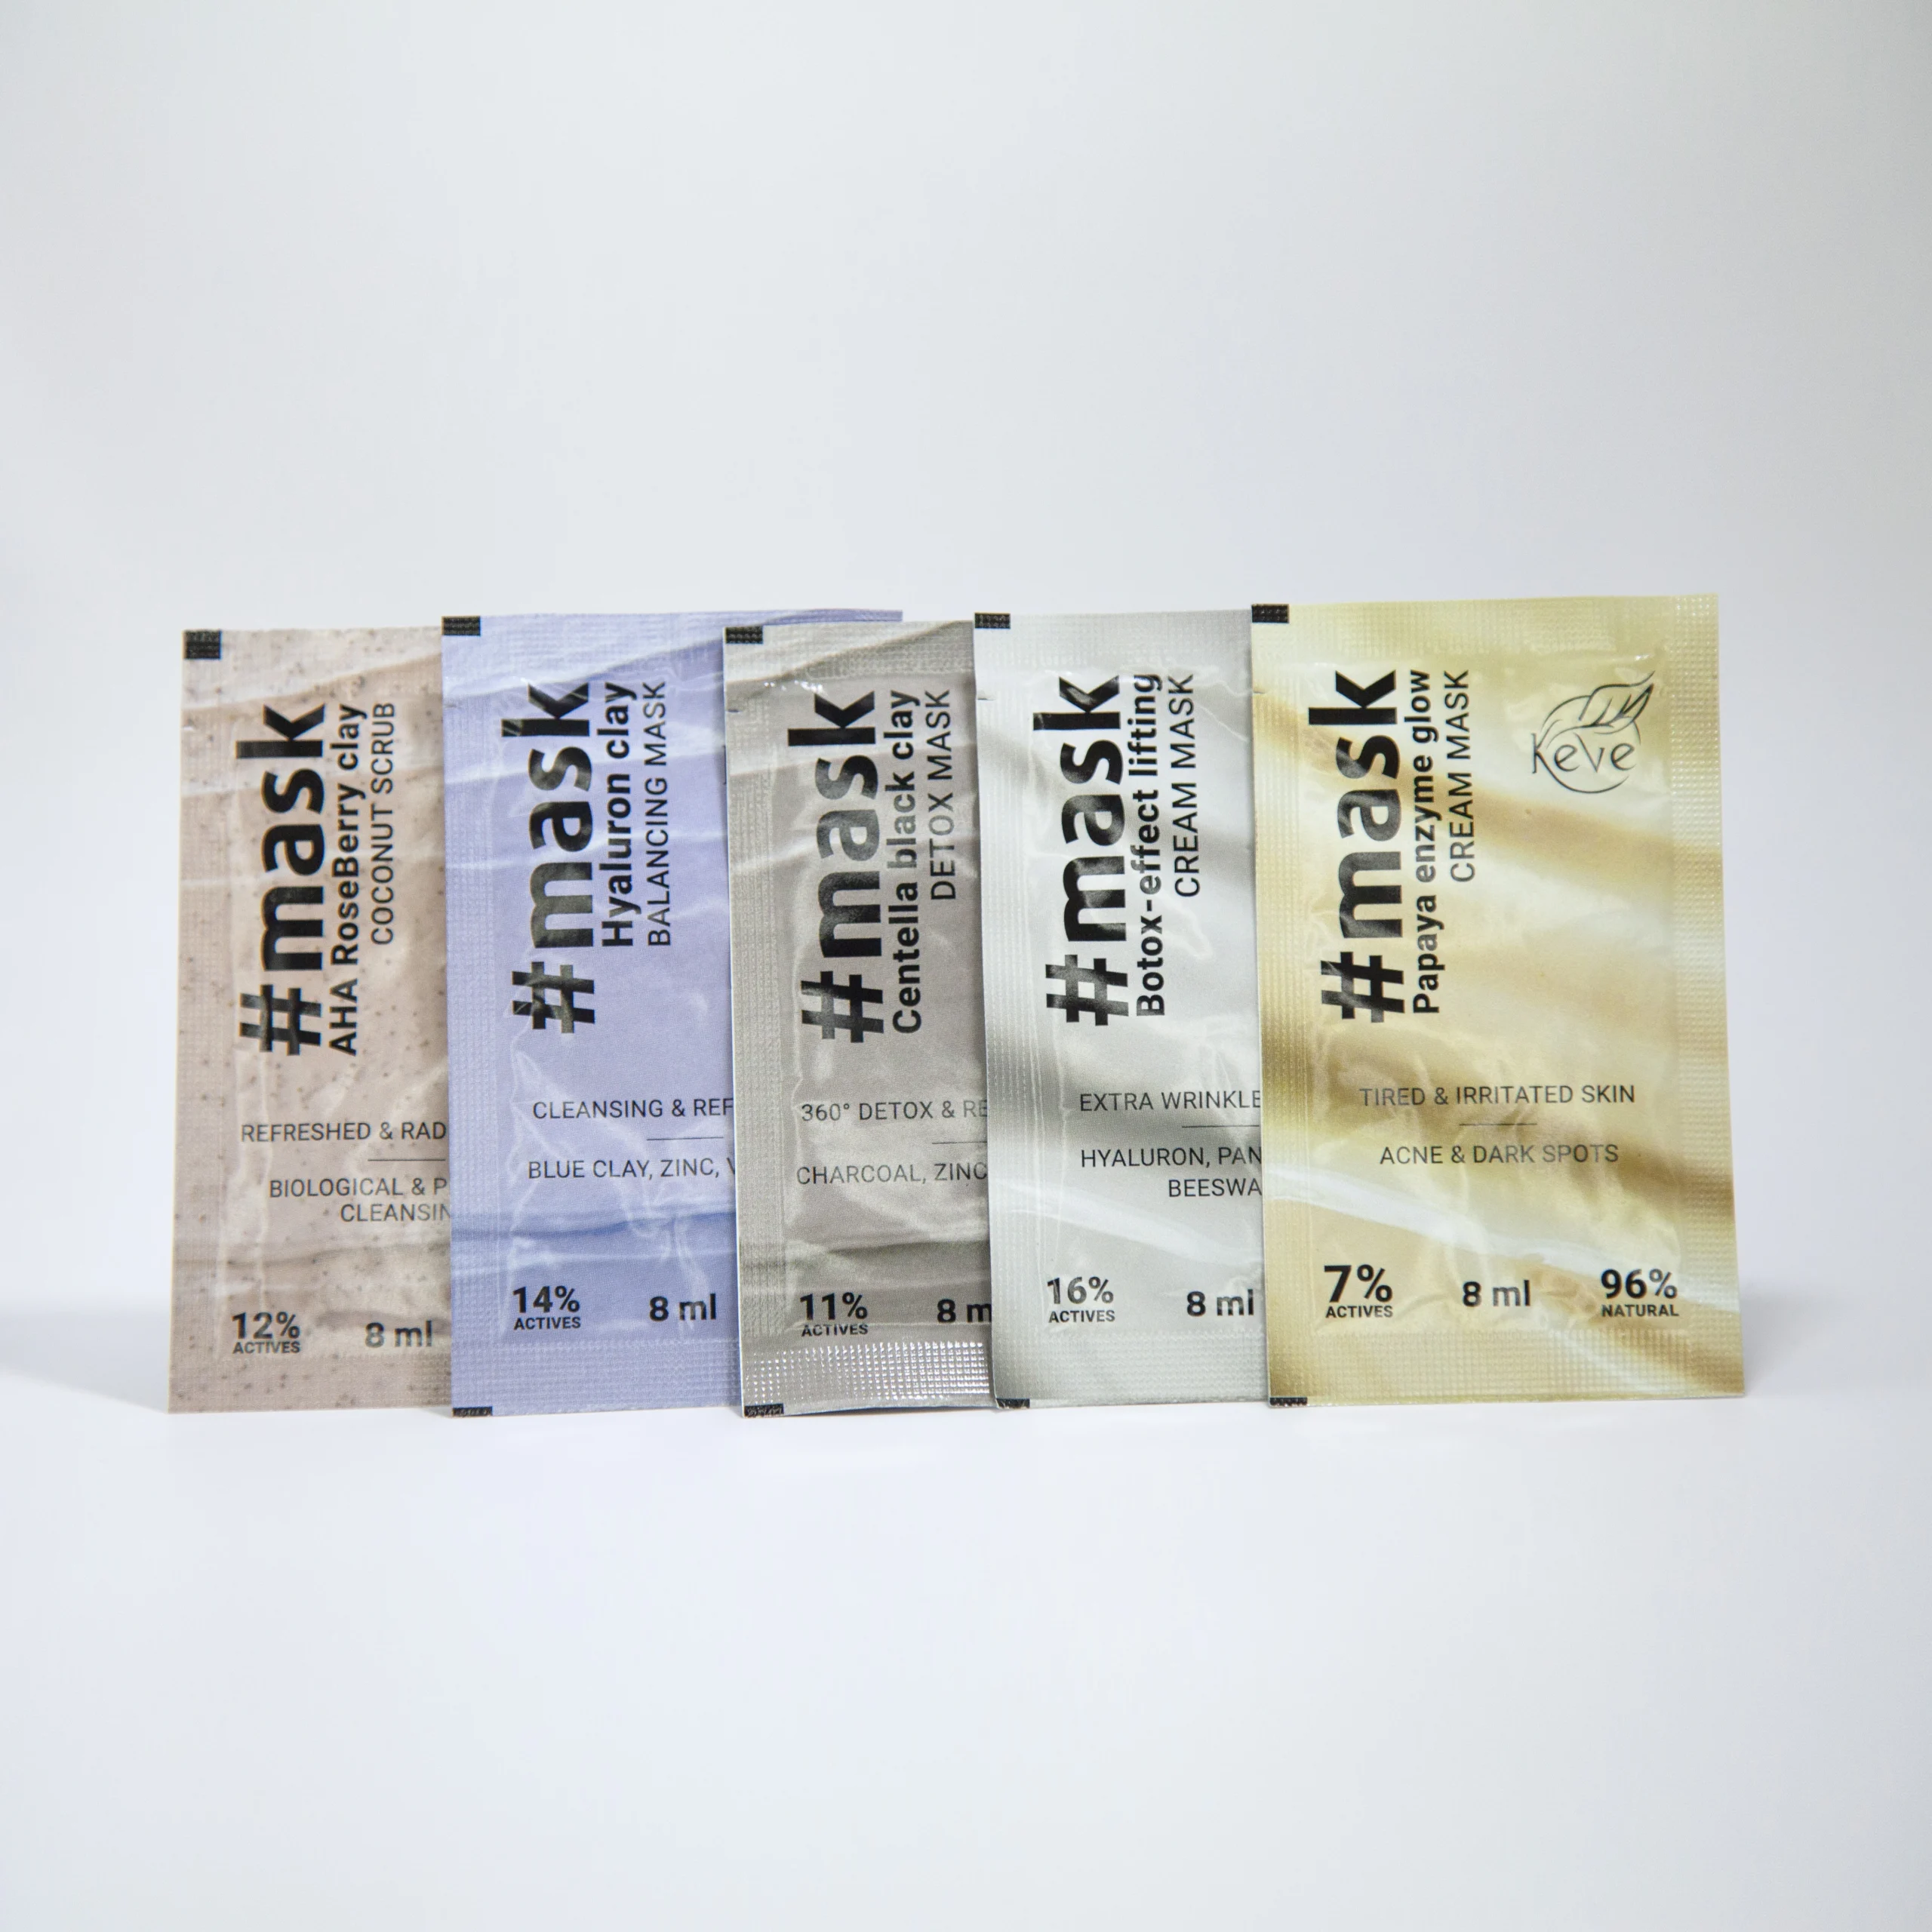 #mask
AHA RoseBerry clay
COCONUT SCRUB
REFRESHED & RAD
BIOLOGICAL & P
CLEANSIN
12%
ACTIVES
8 ml
#mask
Hyaluron clay
BALANCING MASK
CLEANSING & REF
BLUE CLAY, ZINC, V
14%
ACTIVES
8 ml
#mask
Centella black clay
DETOX MASK
360° DETOX & RE
CHARCOAL, ZINC
11%
ACTIVES
8 m
#mask
Botox-effect lifting
CREAM MASK
EXTRA WRINKLE
HYALURON, PAN
BEESWA
16%
ACTIVES
8 ml
#mask
Papaya enzyme glow
CREAM MASK
Keve
TIRED & IRRITATED SKIN
ACNE & DARK SPOTS
7%
ACTIVES
8 ml
96%
NATURAL